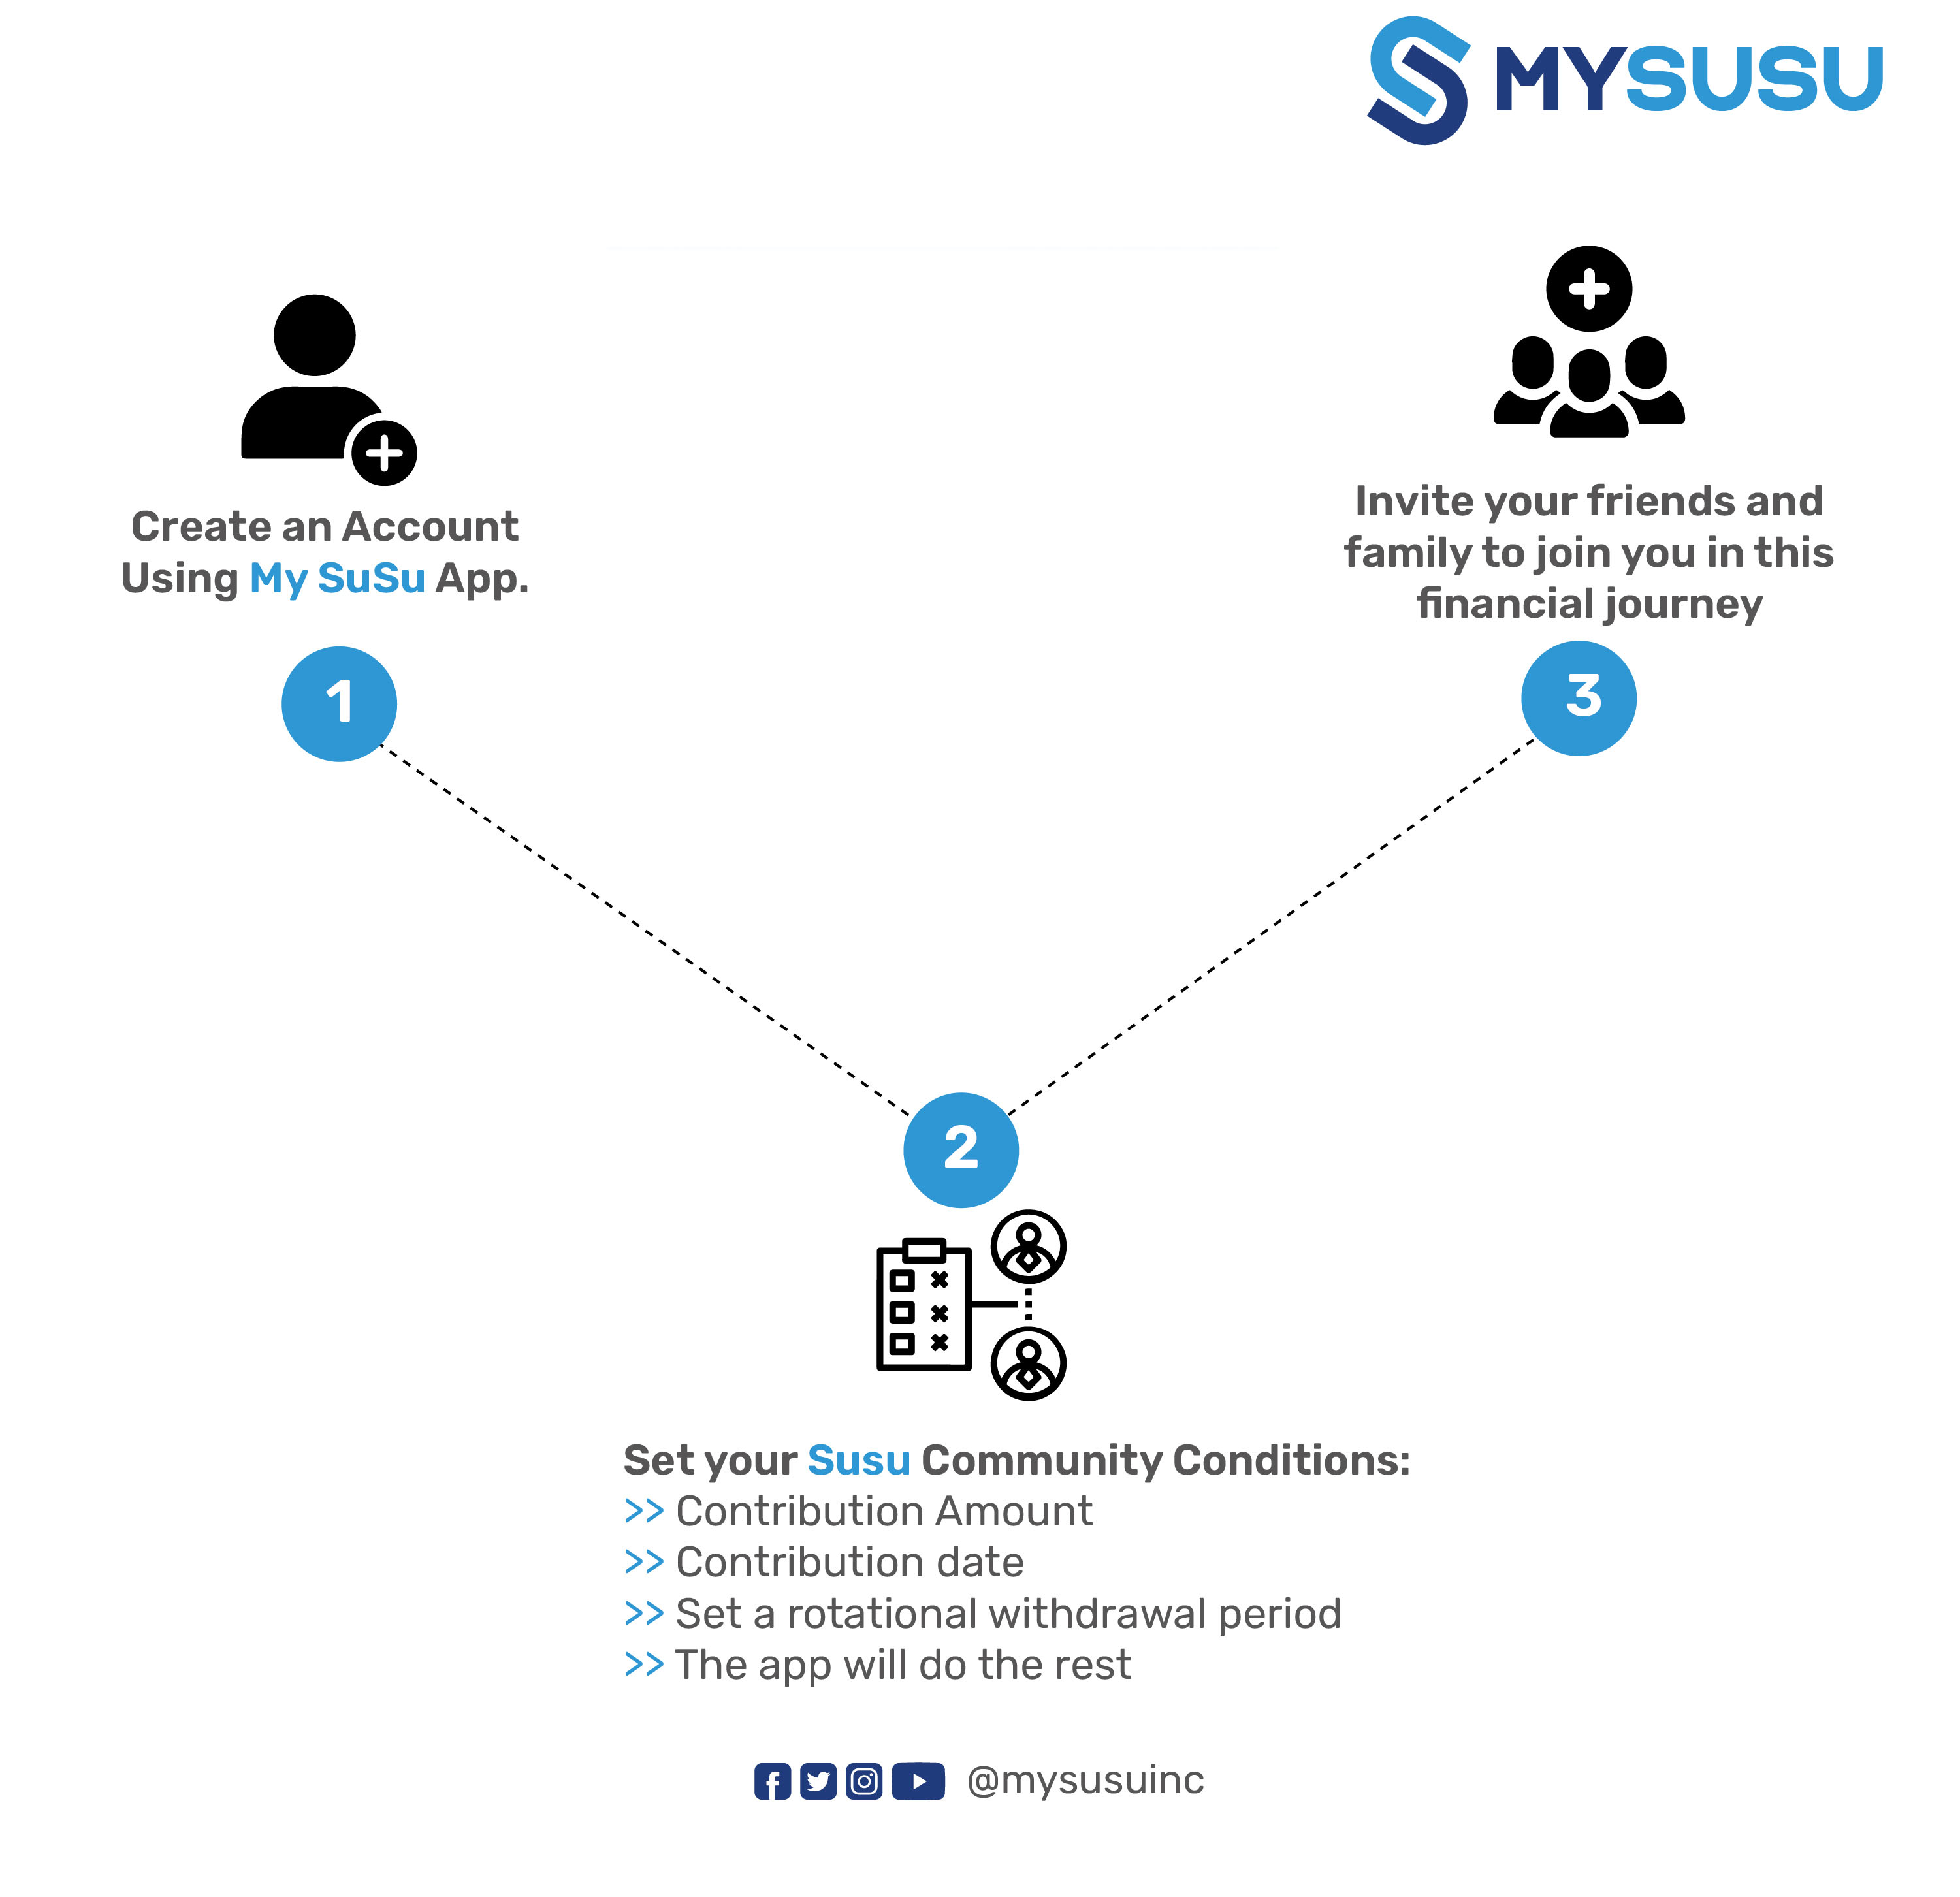 MYSUSU
Create an Account
Using My SuSu App.
1
Invite your friends and
family to join you in this
financial journey
3
2
Set your Susu Community Conditions:
>> Contribution Amount
>> Contribution date
>> Set a rotational withdrawal period
>> The app will do the rest
@mysusuinc